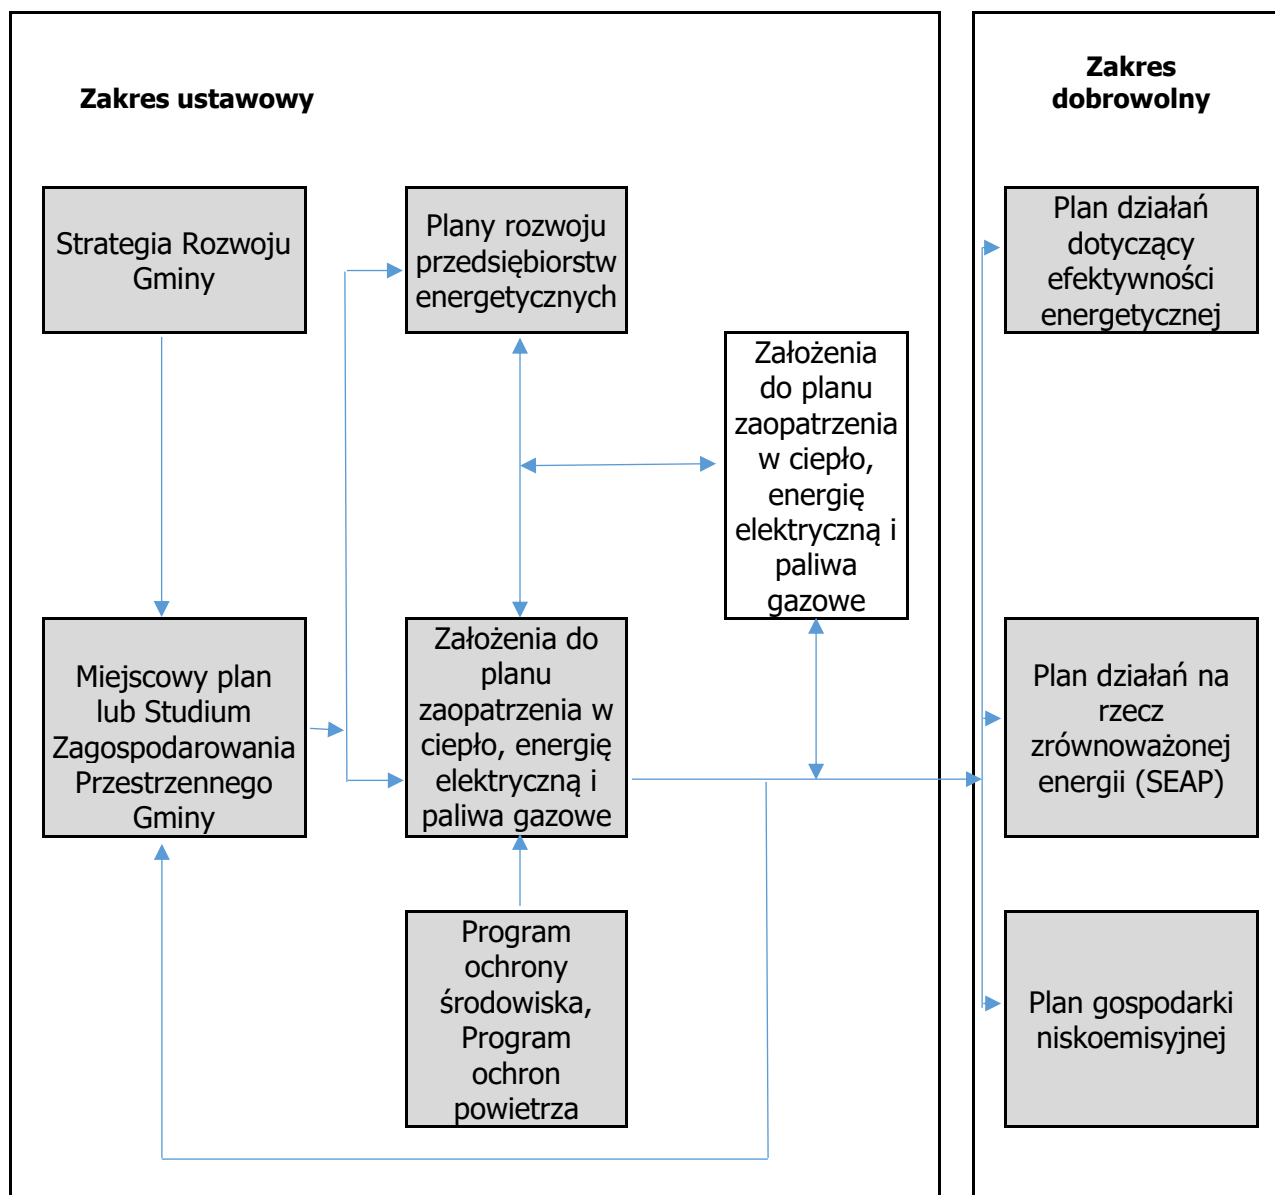 Zakres ustawowy
Zakres
dobrowolny
Strategia Rozwoju
Gminy
Plany rozwoju
przedsiębiorstw
energetycznych
Plan działań
dotyczący
efektywności
energetycznej
Założenia
do planu
zaopatrzenia
w ciepło,
energię
elektryczną i
paliwa
gazowe
Miejscowy plan
lub Studium
Zagospodarowania
Przestrzennego
Gminy
Założenia do
planu
zaopatrzenia w
ciepło, energię
elektryczną i
paliwa gazowe
Plan działań na
rzecz
zrównoważonej
energii (SEAP)
Program
ochrony
środowiska,
Program
ochron
powietrza
Plan gospodarki
niskoemisyjnej